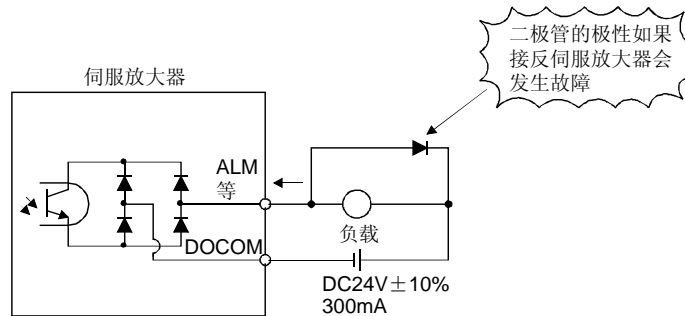 二极管的极性如果
接反伺服放大器会
发生故障
伺服放大器
ALM
等
DOCOM
负载
DC24V±10%
300mA